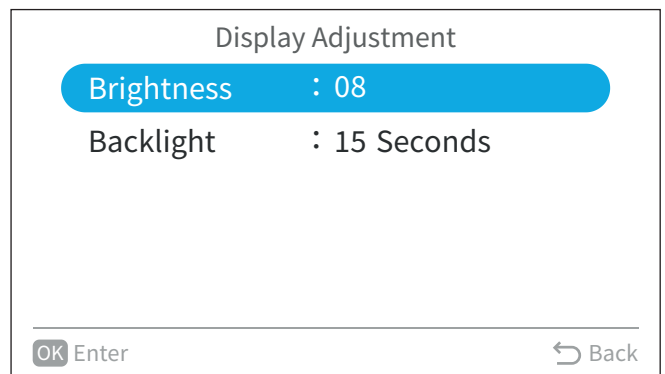 Display Adjustment
Brightness : 08
Backlight : 15 Seconds
OK Enter Back